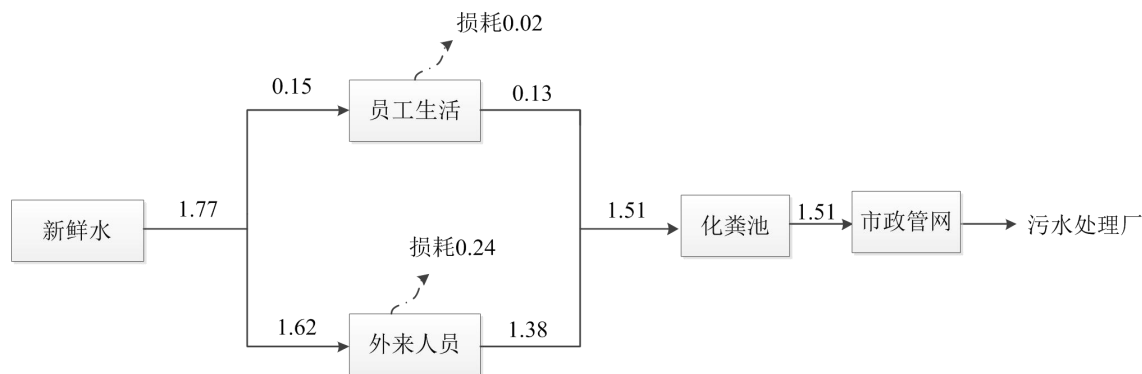 损耗0.02
0.15
员工生活
0.13
新鲜水
1.77
1.51
化粪池
1.51
市政管网
污水处理厂
损耗0.24
1.62
外来人员
1.38